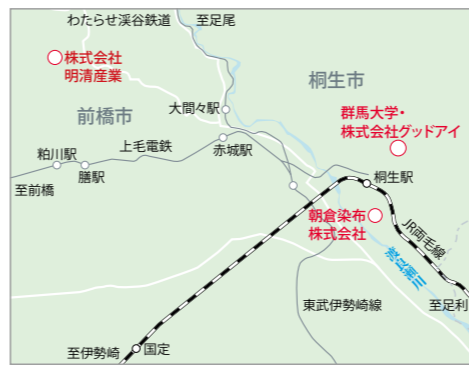 わたらせ渓谷鉄道
至足尾
株式会社
明清産業
桐生市
前橋市
大間々駅
群馬大学・
株式会社グッドアイ
上毛電鉄
粕川駅
膳駅
赤城駅
至前橋
桐生駅
朝倉染布
株式会社
JR両毛線
渡良瀬川
東武伊勢崎線
至足利
至伊勢崎
国定